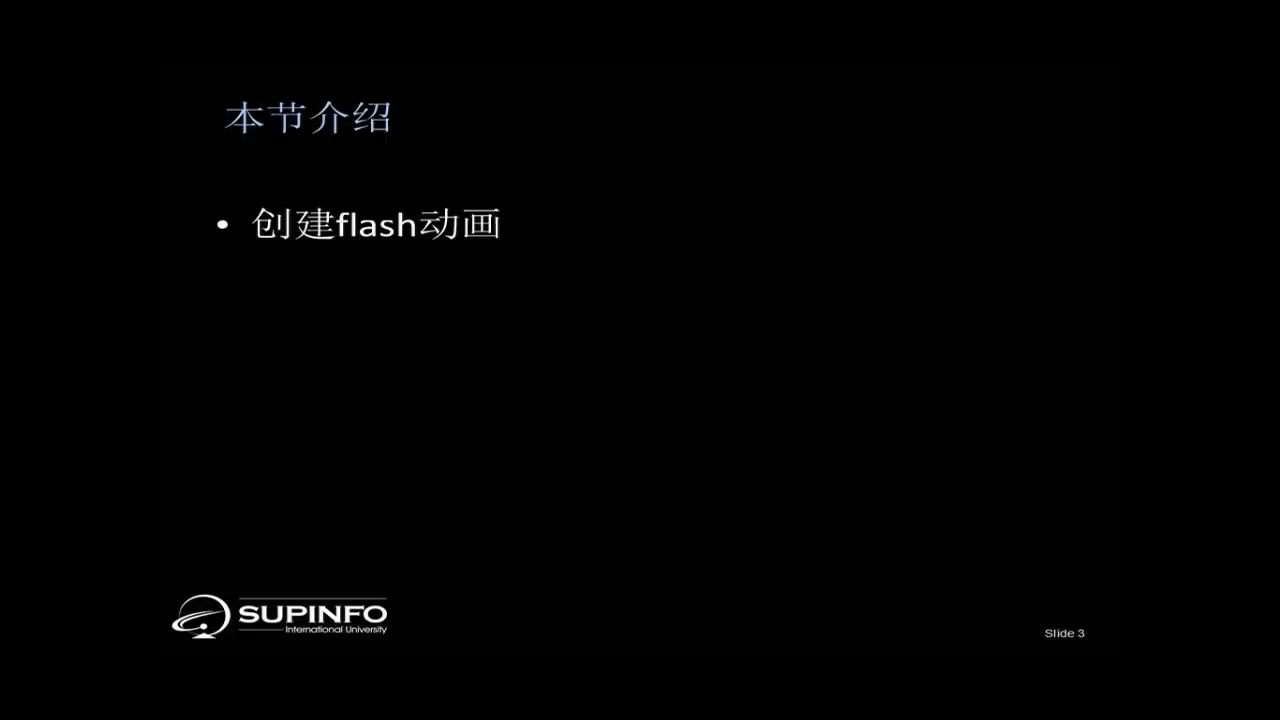 本节介绍
• 创建flash动画
SUPINFO
International University
Slide 3